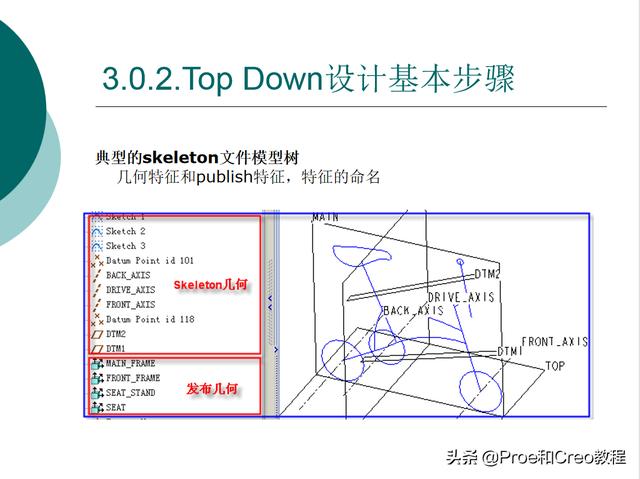 3.0.2.Top Down设计基本步骤
典型的skeleton文件模型树
几何特征和publish特征，特征的命名
Sketch 1
Sketch 2
Sketch 3
Datum Point id 101
BACK_AXIS
DRIVE_AXIS
FRONT_AXIS
Datum Point id 118
DTM2
DTM1
Skeleton几何
MAIN_FRAME
FRONT_FRAME
SEAT_STAND
SEAT
发布几何
MAIN
DTM2
DRIVE_AXIS
BACK_AXIS
FRONT_AXIS
DTM1
TOP
头条 @Proe和Creo教程